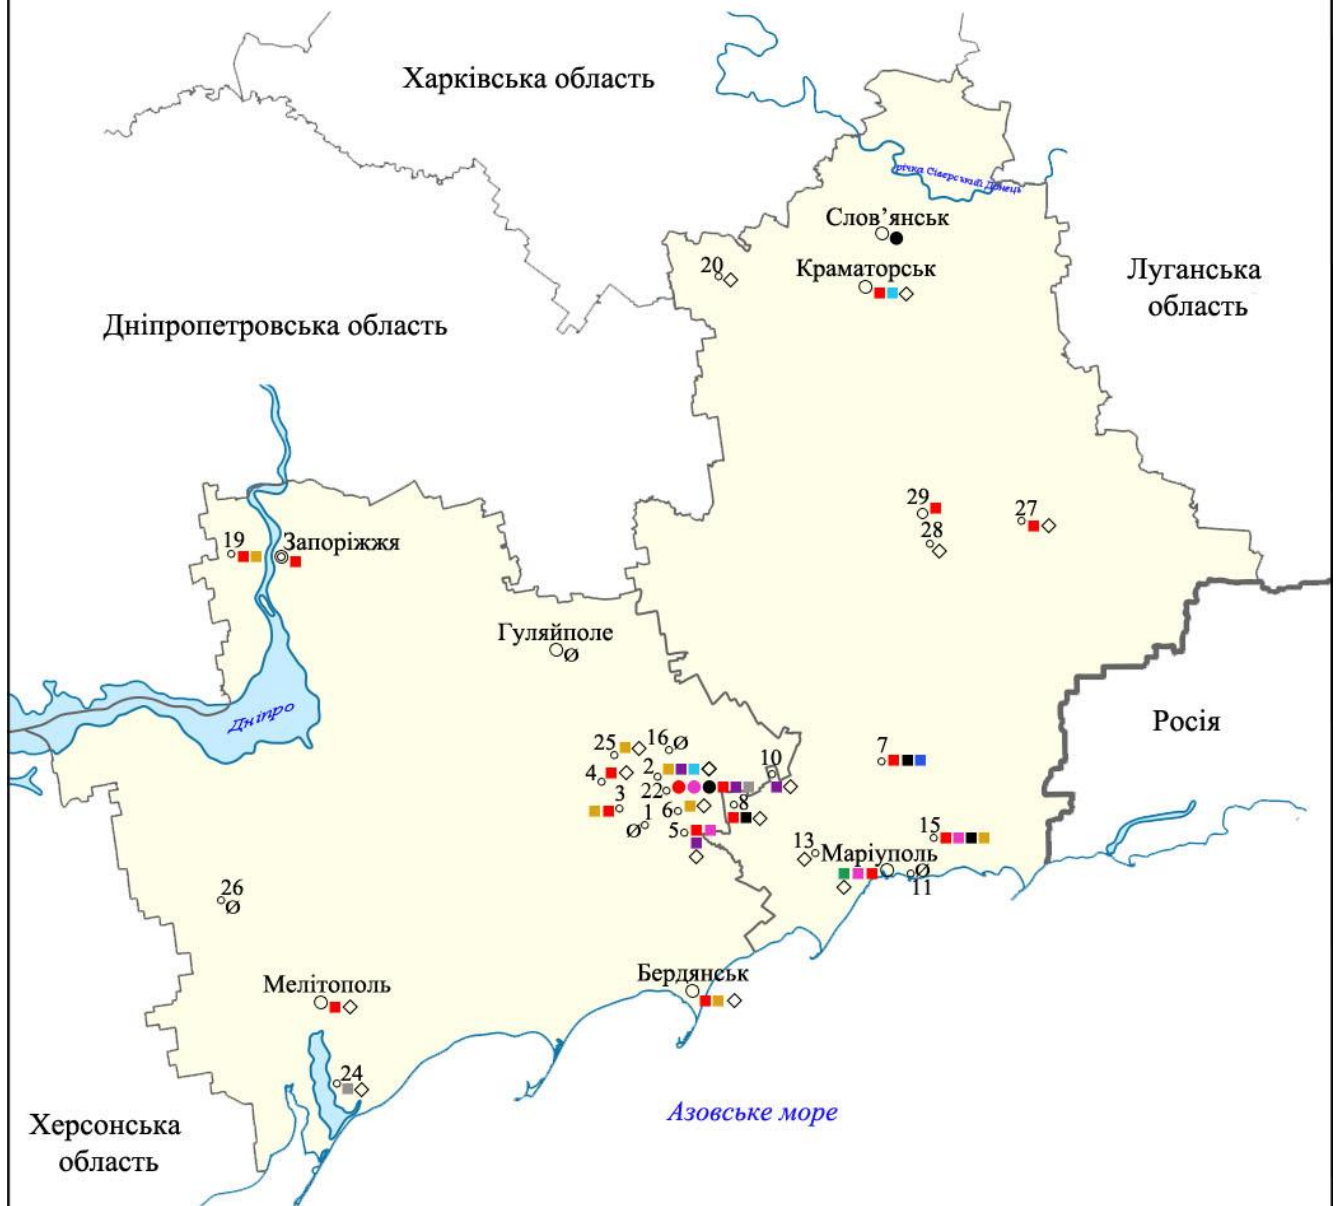 Харківська область
річка Сіверський Донець
Слов’янськ
20
Краматорськ
Луганська
область
Дніпропетровська область
29
27
28
19
Запоріжжя
Гуляйполе
Ø
Дніпро
Росія
25
16
Ø
7
10
2
4
22
3
8
6
1
Ø
5
15
13
Маріуполь
Ø
11
26
Ø
Бердянськ
Мелітополь
24
Азовське море
Херсонська
область